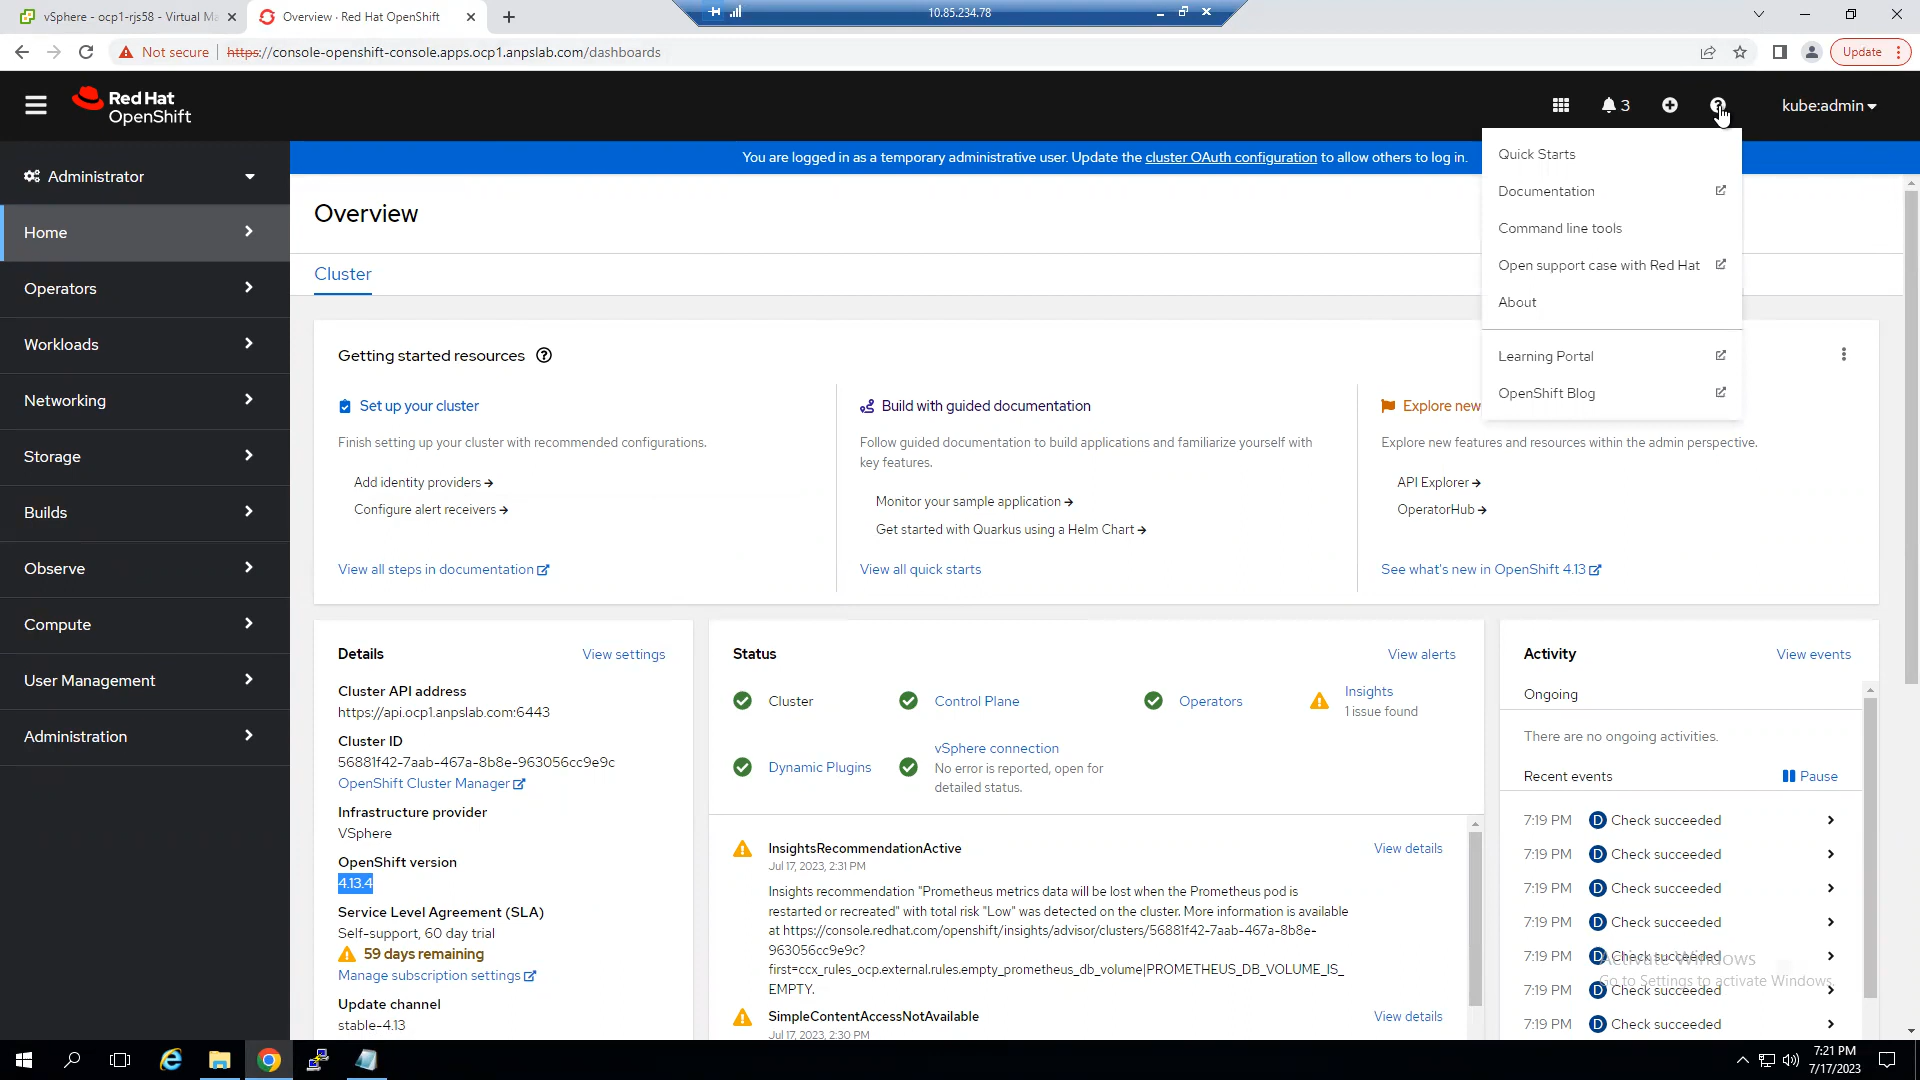 vSphere - ocp1-rjs58 - Virtual Ma
Overview · Red Hat OpenShift
10.85.234.78
Not secure
https://console-openshift-console.apps.ocp1.anpslab.com/dashboards
Update
Red Hat
OpenShift
3
kube:admin
You are logged in as a temporary administrative user. Update the cluster OAuth configuration to allow others to log in.
Quick Starts
Documentation
Command line tools
Open support case with Red Hat
About
Learning Portal
OpenShift Blog
Administrator
Home
Operators
Workloads
Networking
Storage
Builds
Observe
Compute
User Management
Administration
Overview
Cluster
Getting started resources
Set up your cluster
Finish setting up your cluster with recommended configurations.
Add identity providers
Configure alert receivers
View all steps in documentation
Build with guided documentation
Follow guided documentation to build applications and familiarize yourself with
key features.
Monitor your sample application
Get started with Quarkus using a Helm Chart
View all quick starts
Explore new
Explore new features and resources within the admin perspective.
API Explorer
OperatorHub
See what's new in OpenShift 4.13
Details
View settings
Cluster API address
https://api.ocp1.anpslab.com:6443
Cluster ID
56881f42-7aab-467a-8b8e-963056cc9e9c
OpenShift Cluster Manager
Infrastructure provider
VSphere
OpenShift version
4.13.4
Service Level Agreement (SLA)
Self-support, 60 day trial
59 days remaining
Manage subscription settings
Update channel
stable-4.13
Status
View alerts
Cluster
Control Plane
Operators
Insights
1 issue found
Dynamic Plugins
vSphere connection
No error is reported, open for
detailed status.
InsightsRecommendationActive
View details
Jul 17, 2023, 2:31 PM
Insights recommendation "Prometheus metrics data will be lost when the Prometheus pod is
restarted or recreated" with total risk "Low" was detected on the cluster. More information is available
at https://console.redhat.com/openshift/insights/advisor/clusters/56881f42-7aab-467a-8b8e-
963056cc9e9c?
first=ccx_rules_ocp.external.rules.empty_prometheus_db_volume|PROMETHEUS_DB_VOLUME_IS_
EMPTY.
SimpleContentAccessNotAvailable
View details
Jul 17, 2023, 2:30 PM
Activity
View events
Ongoing
There are no ongoing activities.
Recent events
Pause
7:19 PM D Check succeeded
7:19 PM D Check succeeded
7:19 PM D Check succeeded
7:19 PM D Check succeeded
7:19 PM D Check succeeded
7:19 PM D Check succeeded
7:19 PM D Check succeeded
Activate Windows
Go to Settings to activate Windows.
7:21 PM
7/17/2023